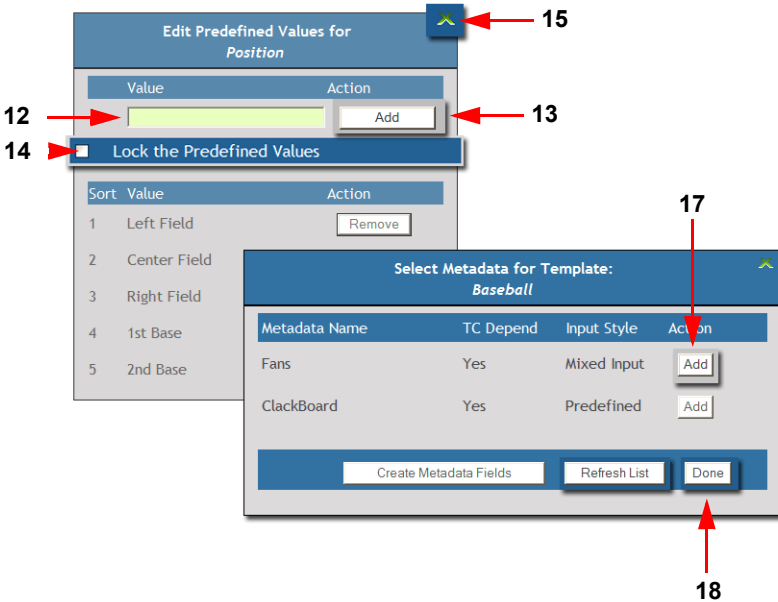 15
Edit Predefined Values for
Position
Value Action
12
Add
13
14
Lock the Predefined Values
Sort Value Action
1 Left Field Remove
2 Center Field
3 Right Field
4 1st Base
5 2nd Base
17
Select Metadata for Template:
Baseball
Metadata Name TC Depend Input Style Action
Fans Yes Mixed Input Add
ClackBoard Yes Predefined Add
Create Metadata Fields Refresh List Done
18